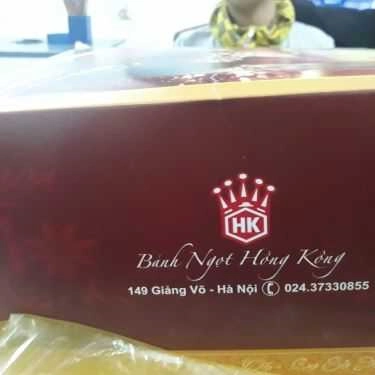 HK
Bánh Ngọt Hồng Kông
149 Giảng Võ - Hà Nội 024.37330855